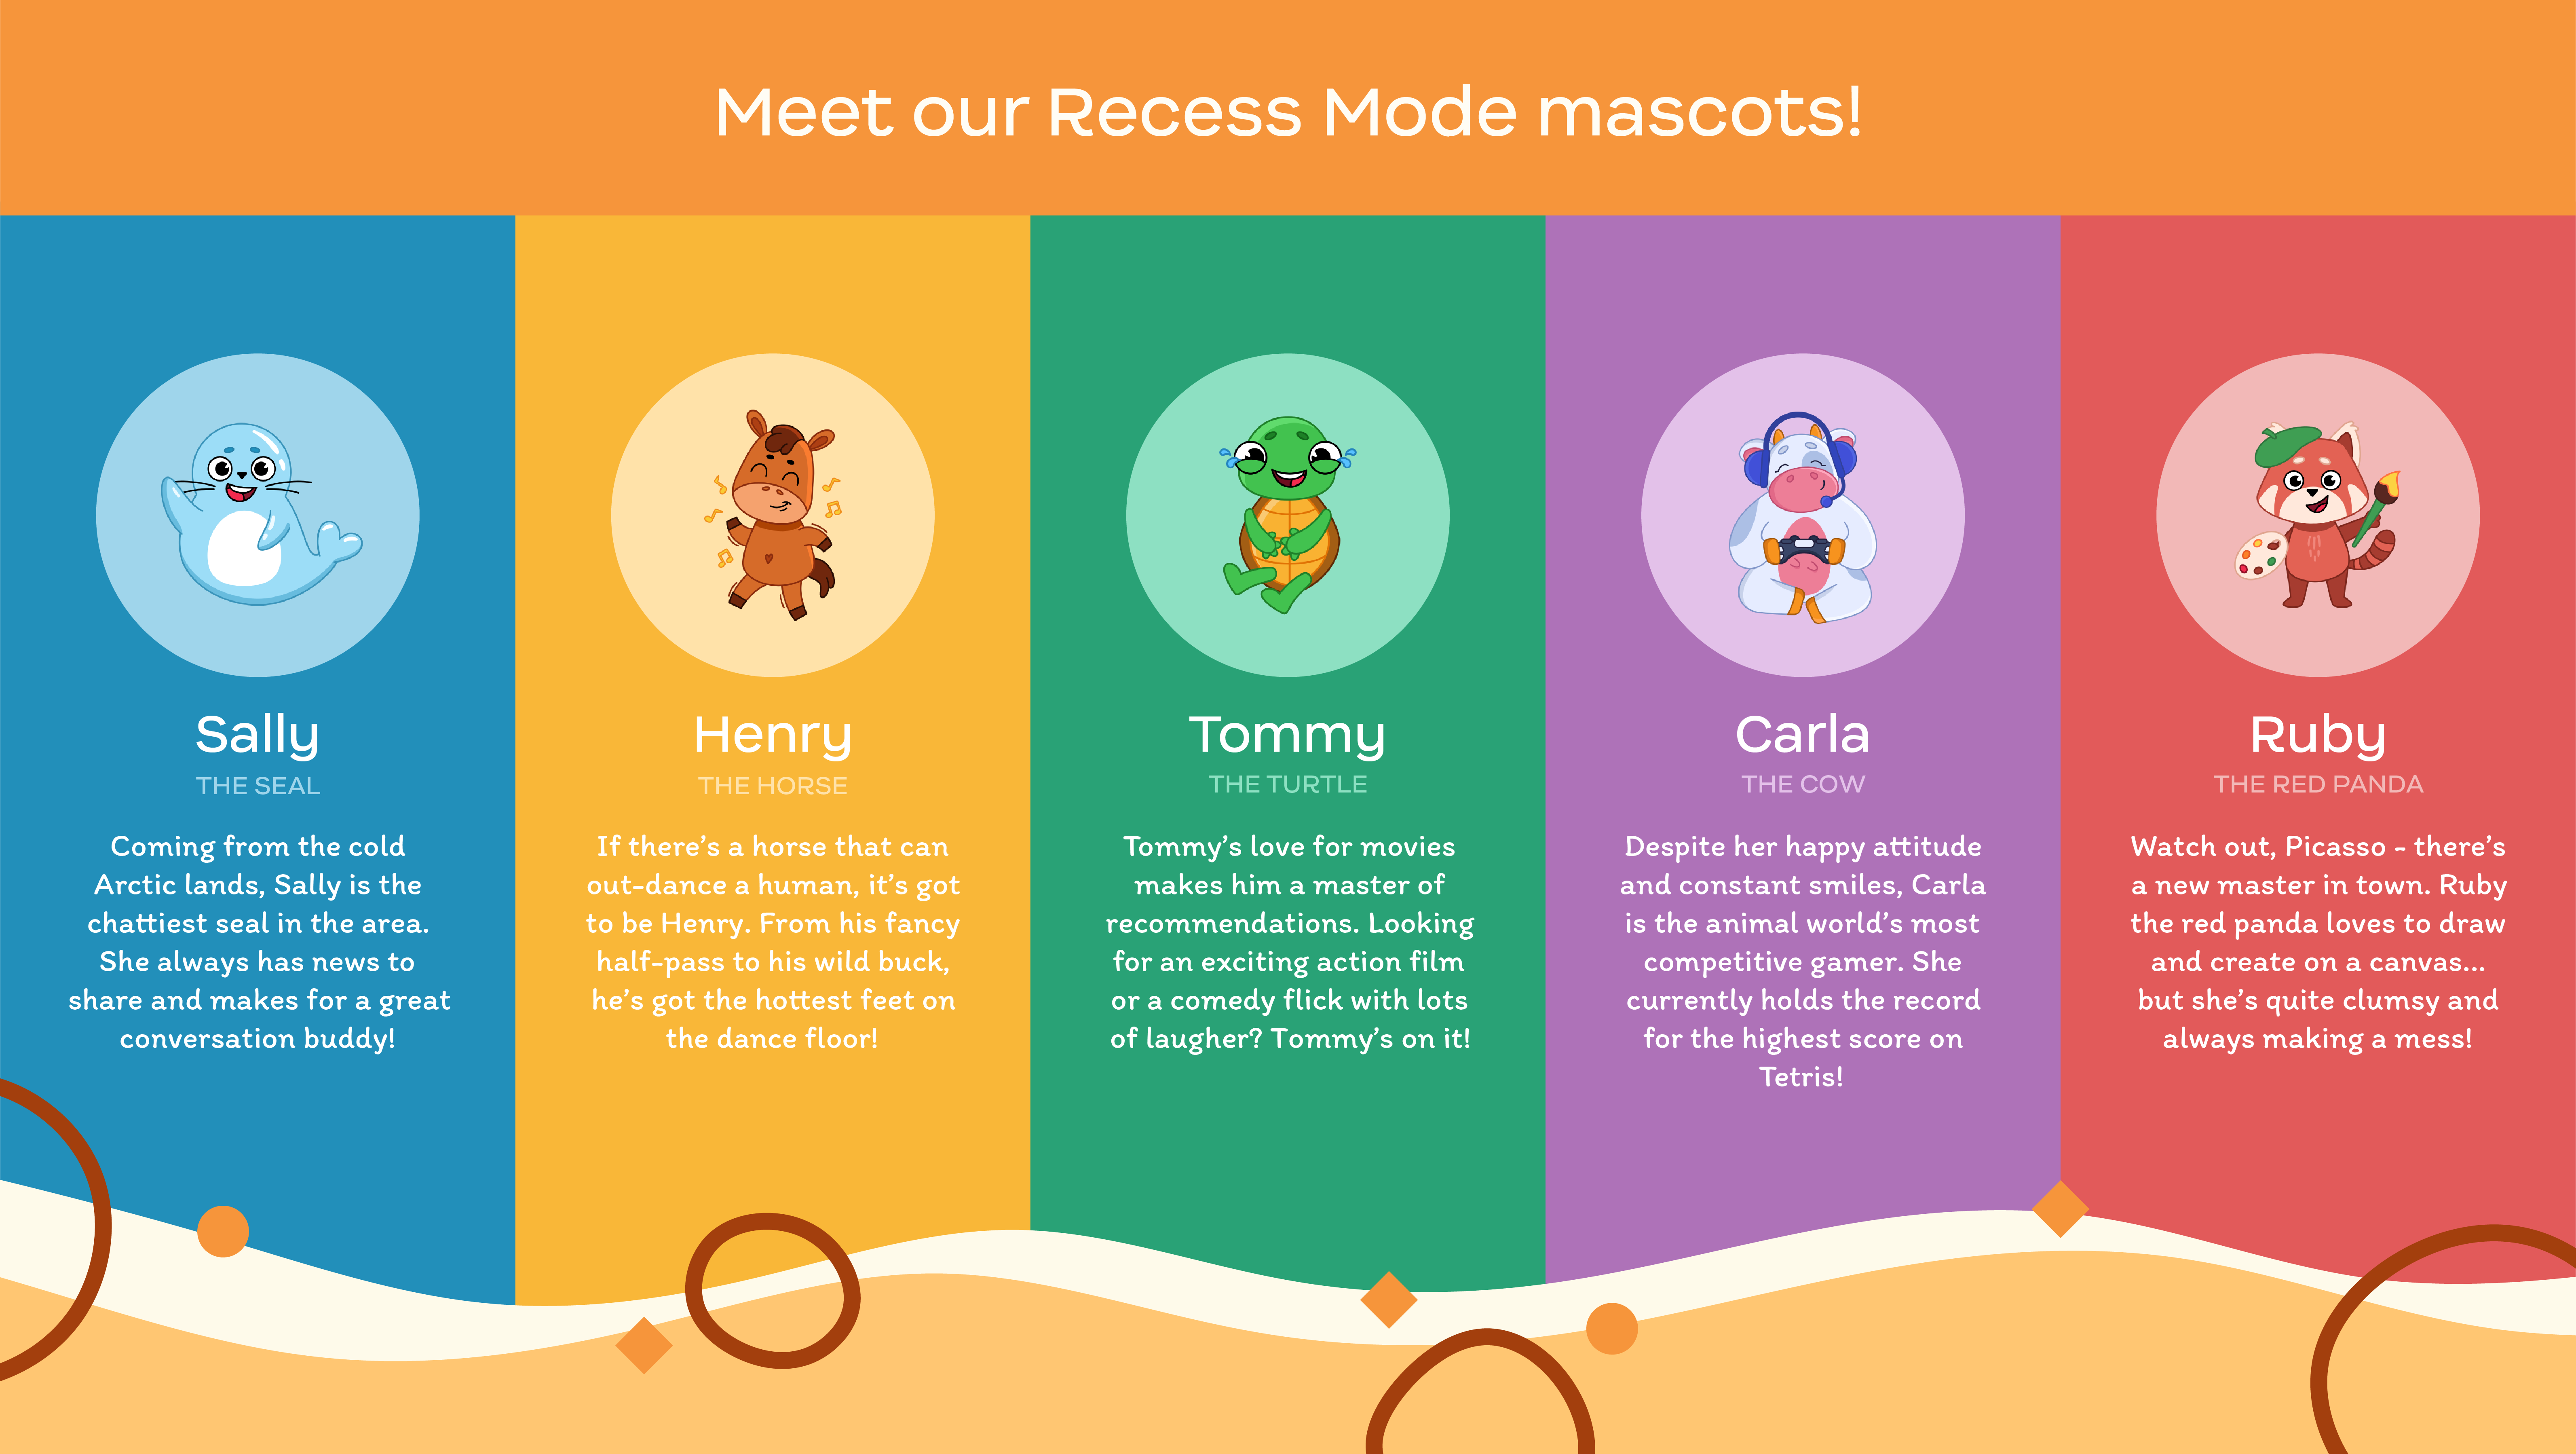 Meet our Recess Mode mascots!
Sally
THE SEAL
Coming from the cold
Arctic lands, Sally is the
chattiest seal in the area.
She always has news to
share and makes for a great
conversation buddy!
Henry
THE HORSE
If there's a horse that can
out-dance a human, it's got
to be Henry. From his fancy
half-pass to his wild buck,
he's got the hottest feet on
the dance floor!
Tommy
THE TURTLE
Tommy's love for movies
makes him a master of
recommendations. Looking
for an exciting action film
or a comedy flick with lots
of laugher? Tommy's on it!
Carla
THE COW
Despite her happy attitude
and constant smiles, Carla
is the animal world's most
competitive gamer. She
currently holds the record
for the highest score on
Tetris!
Ruby
THE RED PANDA
Watch out, Picasso - there's
a new master in town. Ruby
the red panda loves to draw
and create on a canvas...
but she's quite clumsy and
always making a mess!